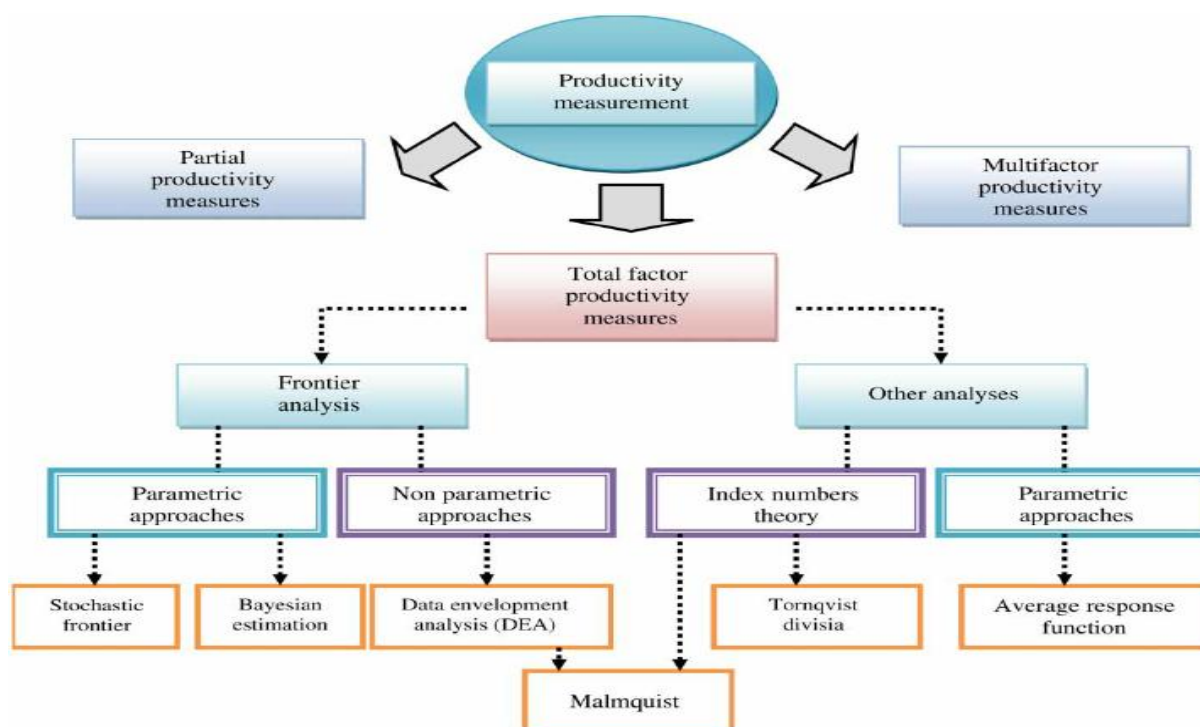 Productivity
measurement
Partial
productivity
measures
Multifactor
productivity
measures
Total factor
productivity
measures
Frontier
analysis
Other analyses
Parametric
approaches
Non parametric
approaches
Index numbers
theory
Parametric
approaches
Stochastic
frontier
Bayesian
estimation
Data envelopment
analysis (DEA)
Tornqvist
divisia
Average response
function
Malmquist